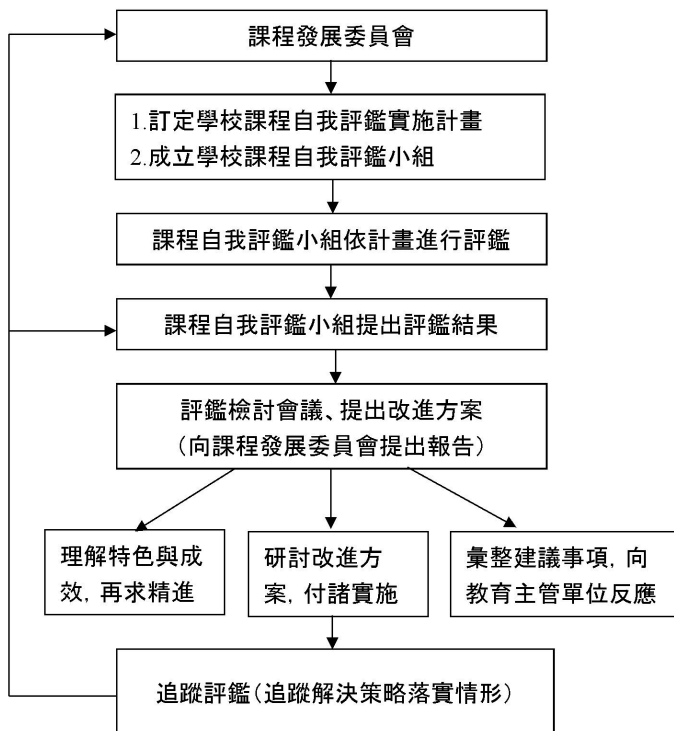 課程發展委員會
1.訂定學校課程自我評鑑實施計畫
2.成立學校課程自我評鑑小組
課程自我評鑑小組依計畫進行評鑑
課程自我評鑑小組提出評鑑結果
評鑑檢討會議、提出改進方案
(向課程發展委員會提出報告)
理解特色與成
效, 再求精進
研討改進方
案, 付諸實施
彙整建議事項, 向
教育主管單位反應
追蹤評鑑(追蹤解決策略落實情形)